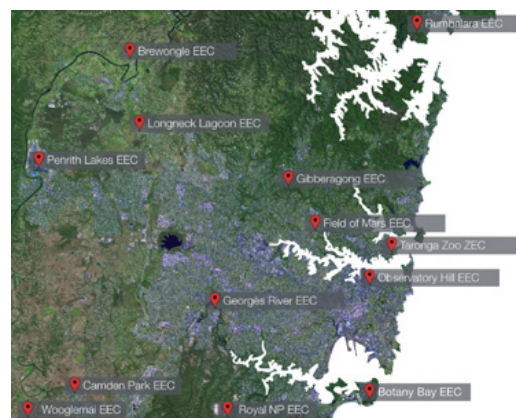 Rumbalara EEC
Brewongle EEC
Longneck Lagoon EEC
Penrith Lakes EEC
Gibberagong EEC
Field of Mars EEC
Taronga Zoo ZEC
Observatory Hill EEC
Georges River EEC
Camden Park EEC
Botany Bay EEC
Wooglemai EEC
Royal NP EEC